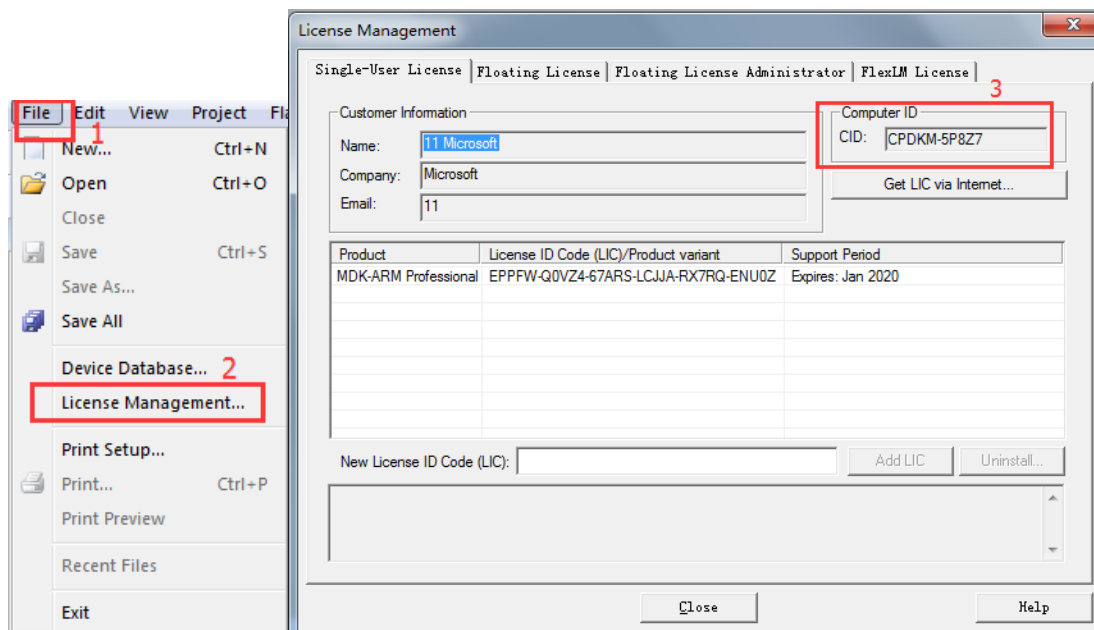 File Edit View Project Fla
1
New... Ctrl+N
Open Ctrl+O
Close
Save Ctrl+S
Save As...
Save All
Device Database... 2
License Management...
Print Setup...
Print... Ctrl+P
Print Preview
Recent Files
Exit
License Management
Single-User License Floating License Floating License Administrator FlexLM License
3
Customer Information
Name: 11 Microsoft
Company: Microsoft
Email: 11
Computer ID
CID: CPDKM-5P8Z7
Get LIC via Internet...
Product License ID Code (LIC)/Product variant Support Period
MDK-ARM Professional EPPFW-Q0VZ4-67ARS-LCJJA-RX7RQ-ENU0Z Expires: Jan 2020
New License ID Code (LIC): Add LIC Uninstall...
Close Help